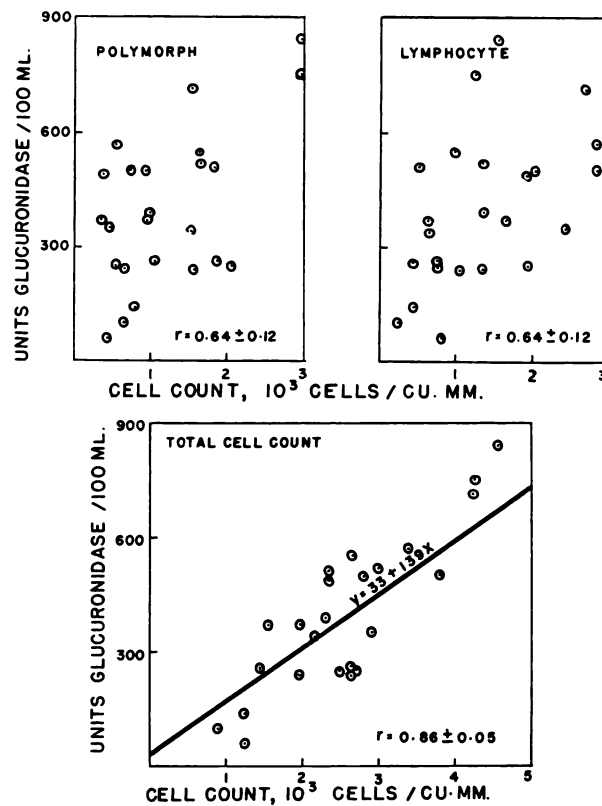 UNITS GLUCURONIDASE /100 ML.
900
600
300
POLYMORPH
r = 0.64 ± 0.12
1
2
3
LYMPHOCYTE
r = 0.64 ± 0.12
1
2
3
CELL COUNT, 10³ CELLS / CU. MM.
UNITS GLUCURONIDASE /100 ML.
900
600
300
TOTAL CELL COUNT
y = 33 + 139X
r = 0.86 ± 0.05
1
2
3
4
5
CELL COUNT, 10³ CELLS / CU. MM.